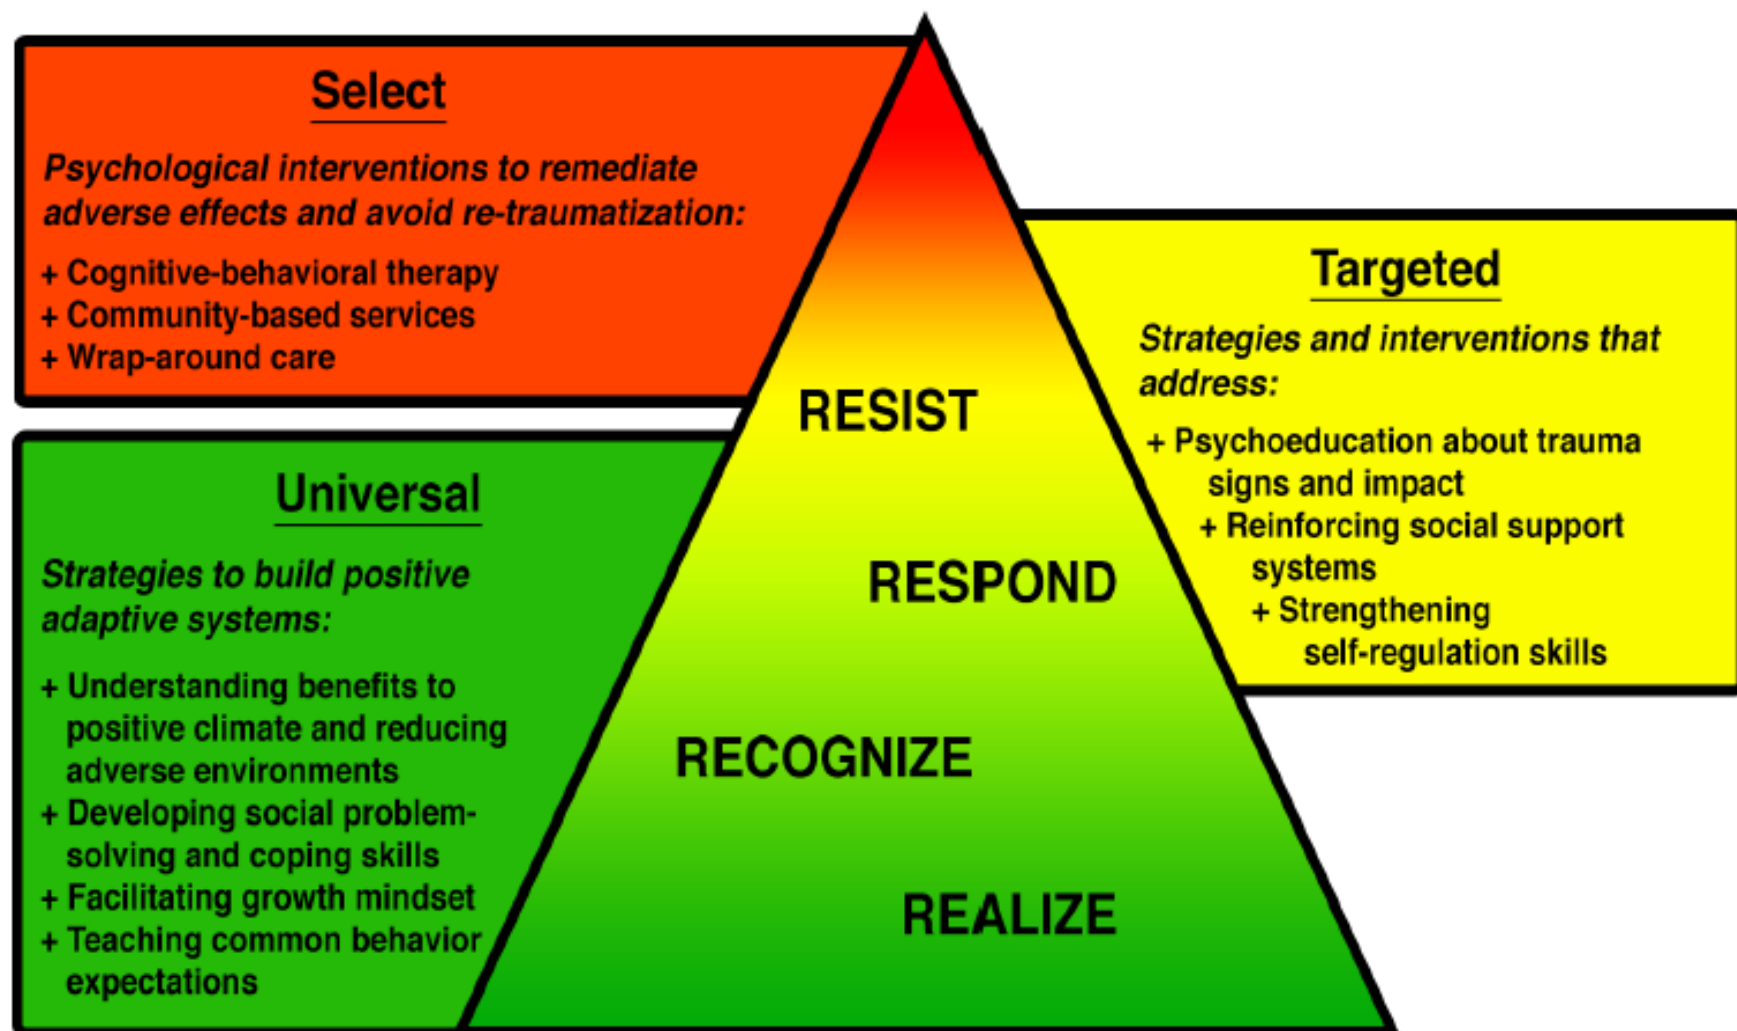 Select
Psychological interventions to remediate
adverse effects and avoid re-traumatization:
+ Cognitive-behavioral therapy
+ Community-based services
+ Wrap-around care
Targeted
Strategies and interventions that
address:
+ Psychoeducation about trauma
signs and impact
+ Reinforcing social support
systems
+ Strengthening
self-regulation skills
Universal
Strategies to build positive
adaptive systems:
+ Understanding benefits to
positive climate and reducing
adverse environments
+ Developing social problem-
solving and coping skills
+ Facilitating growth mindset
+ Teaching common behavior
expectations
RESIST
RESPOND
RECOGNIZE
REALIZE